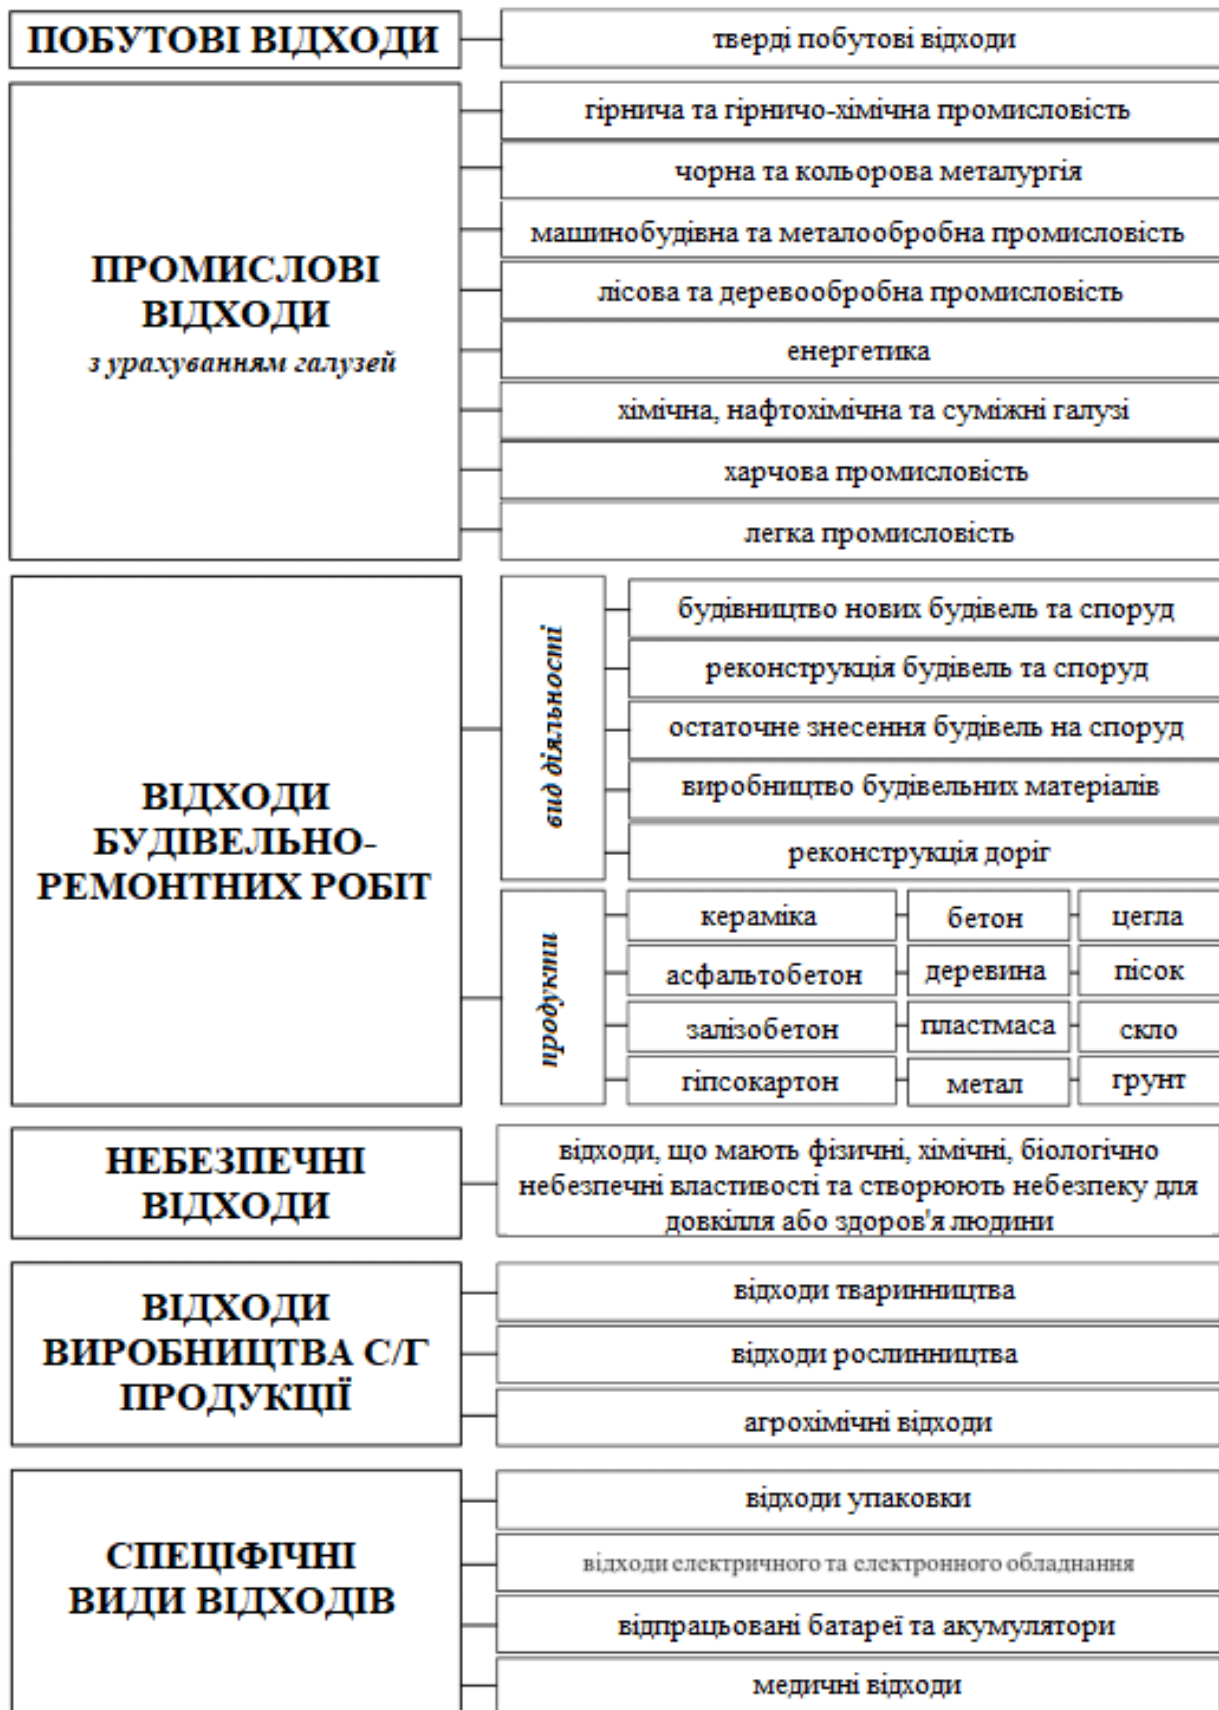 ПОБУТОВІ ВІДХОДИ
тверді побутові відходи
ПРОМИСЛОВІ
ВІДХОДИ
з урахуванням галузей
гірнича та гірничо-хімічна промисловість
чорна та кольорова металургія
машинобудівна та металообробна промисловість
лісова та деревообробна промисловість
енергетика
хімічна, нафтохімічна та суміжні галузі
харчова промисловість
легка промисловість
ВІДХОДИ
БУДІВЕЛЬНО-
РЕМОНТНИХ РОБІТ
вид діяльності
будівництво нових будівель та споруд
реконструкція будівель та споруд
остаточне знесення будівель на споруд
виробництво будівельних матеріалів
реконструкція доріг
продукти
кераміка
бетон
цегла
асфальтобетон
деревина
пісок
залізобетон
пластмаса
скло
гіпсокартон
метал
грунт
НЕБЕЗПЕЧНІ
ВІДХОДИ
відходи, що мають фізичні, хімічні, біологічно
небезпечні властивості та створюють небезпеку для
довкілля або здоров'я людини
ВІДХОДИ
ВИРОБНИЦТВА С/Г
ПРОДУКЦІЇ
відходи тваринництва
відходи рослинництва
агрохімічні відходи
СПЕЦІФІЧНІ
ВИДИ ВІДХОДІВ
відходи упаковки
відходи електричного та електронного обладнання
відпрацьовані батареї та акумулятори
медичні відходи